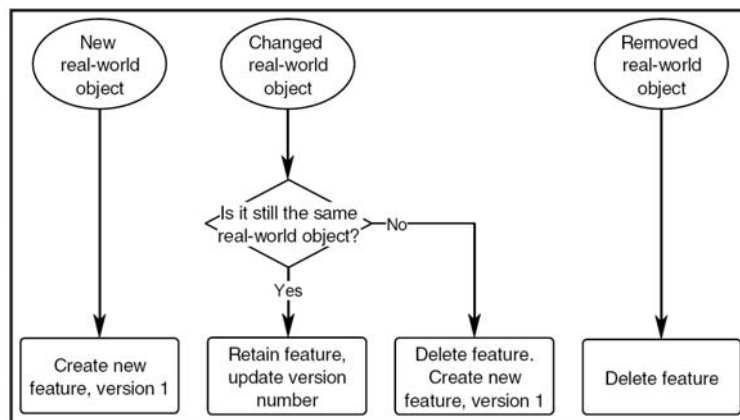 New
real-world
object
Changed
real-world
object
Removed
real-world
object
Is it still the same
real-world object?
No
Yes
Create new
feature, version 1
Retain feature,
update version
number
Delete feature.
Create new
feature, version 1
Delete feature